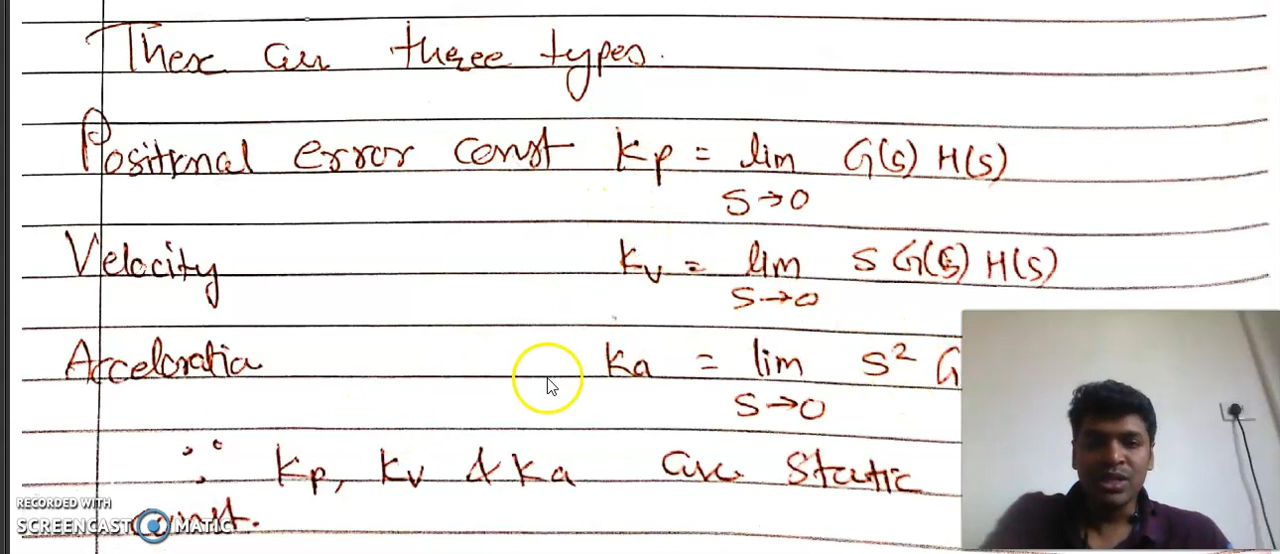 These are three types.
Positional error const Kp = lim G(s) H(s)
S→0
Velocity Kv = lim S G(s) H(s)
S→0
Acceleratia Ka = lim S² G
S→0
∴ Kp, Kv & Ka are Static
const.
RECORDED WITH
SCREENCAST MATIC